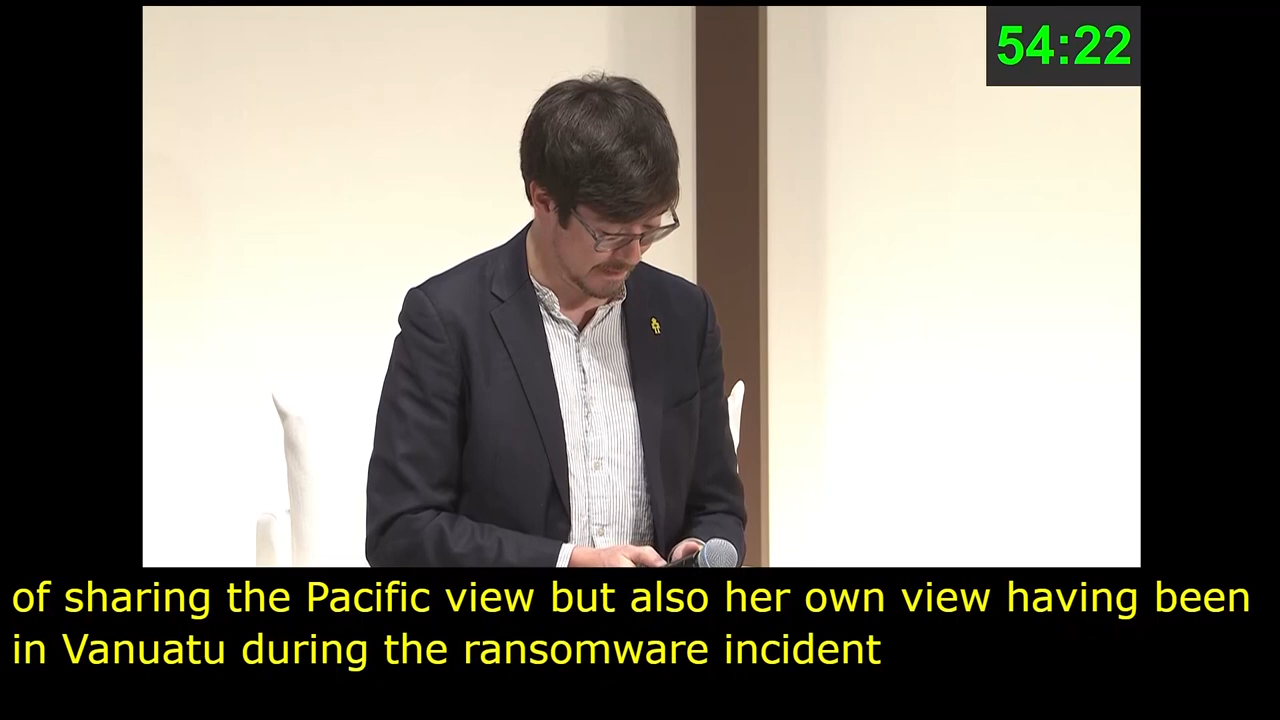 54:22
of sharing the Pacific view but also her own view having been
in Vanuatu during the ransomware incident